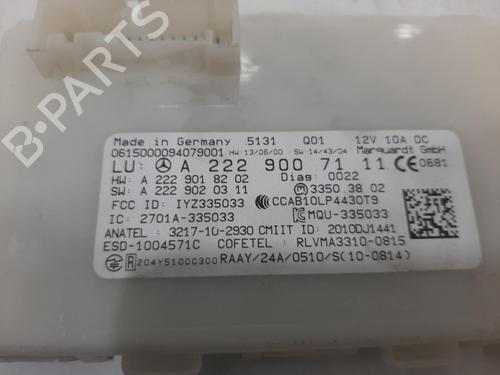 Made in Germany 5131 Q01 12V 10A DC
0615000094079001 HW:13/06/00 SW:14/43/04 Marquardt GmbH
LU: A 222 900 71 11 CE 0681
HW: A 222 901 82 02 Diag: 0022
SW: A 222 902 03 11 3350.38 02
FCC ID: IYZ335033 CCAB10LP4430T9
IC: 2701A-335033 MQU-335033
ANATEL : 3217-10-2930 CMIIT ID: 2010DJ1441
ESD-1004571C COFETEL : RLVMA3310-0815
R 204Y51000300 RAAY/24A/0510/S(10-0814)
B PARTS